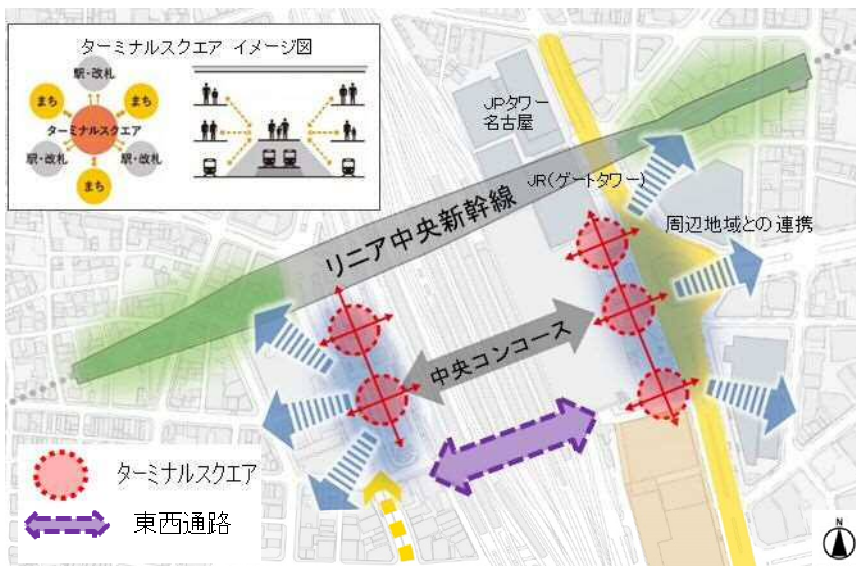 ターミナルスクエア イメージ図
駅・改札
まち
まち
ターミナルスクエア
駅・改札
駅・改札
まち
JPタワー
名古屋
JR(ゲートタワー)
リニア中央新幹線
周辺地域との連携
中央コンコース
ターミナルスクエア
東西通路